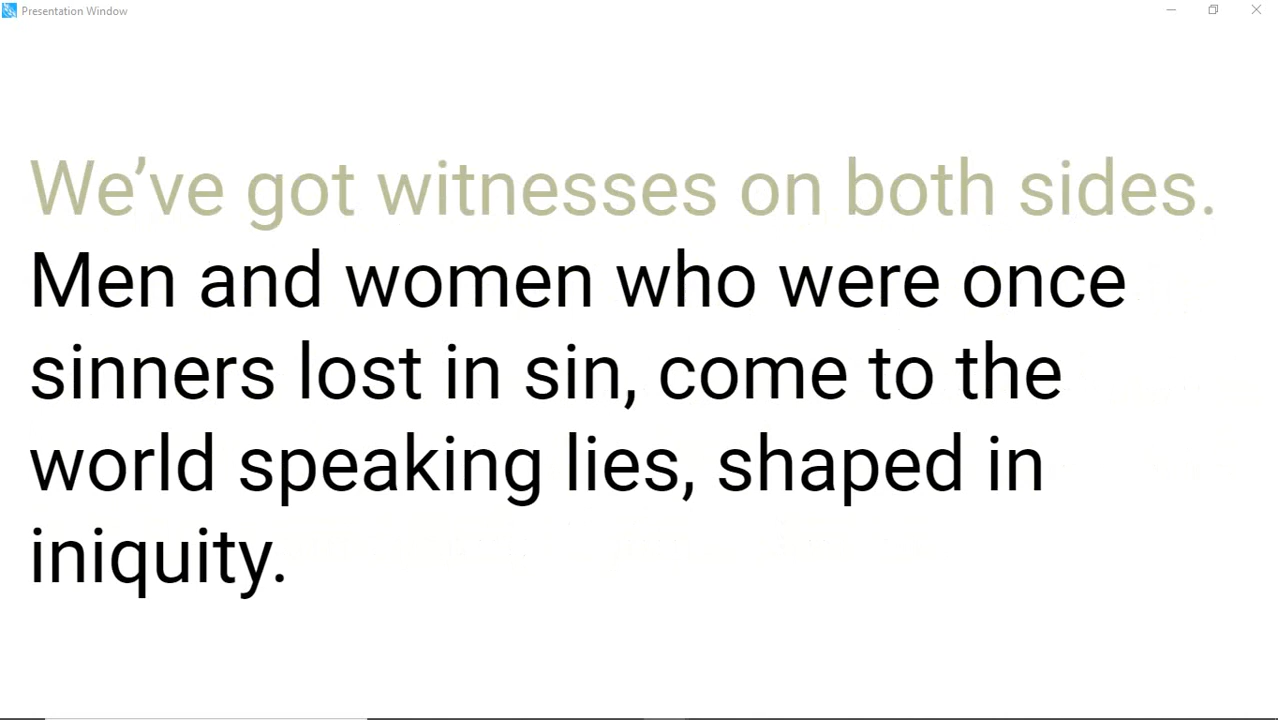 Presentation Window
We’ve got witnesses on both sides.
Men and women who were once
sinners lost in sin, come to the
world speaking lies, shaped in
iniquity.